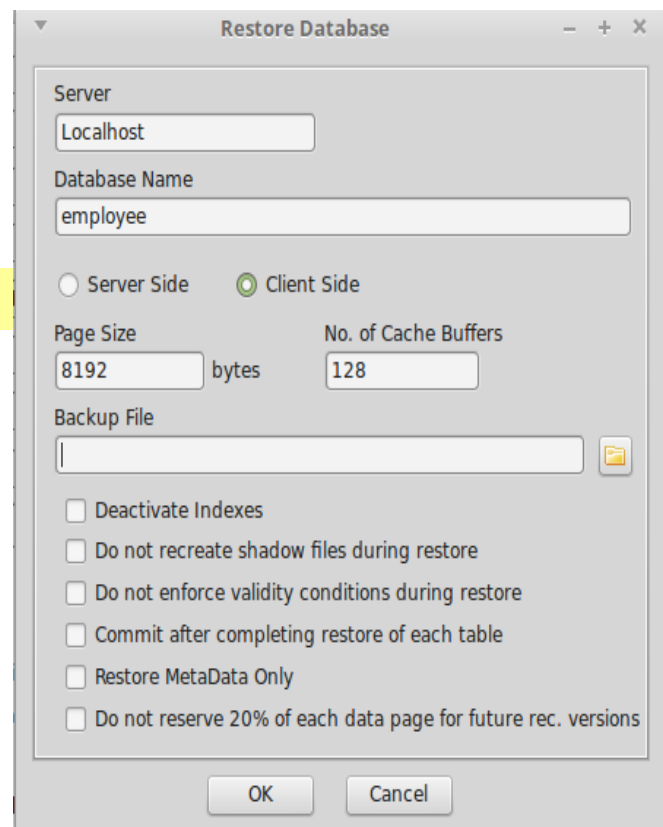 Restore Database
Server
Localhost
Database Name
employee
Server Side Client Side
Page Size No. of Cache Buffers
8192 bytes 128
Backup File
Deactivate Indexes
Do not recreate shadow files during restore
Do not enforce validity conditions during restore
Commit after completing restore of each table
Restore MetaData Only
Do not reserve 20% of each data page for future rec. versions
OK Cancel